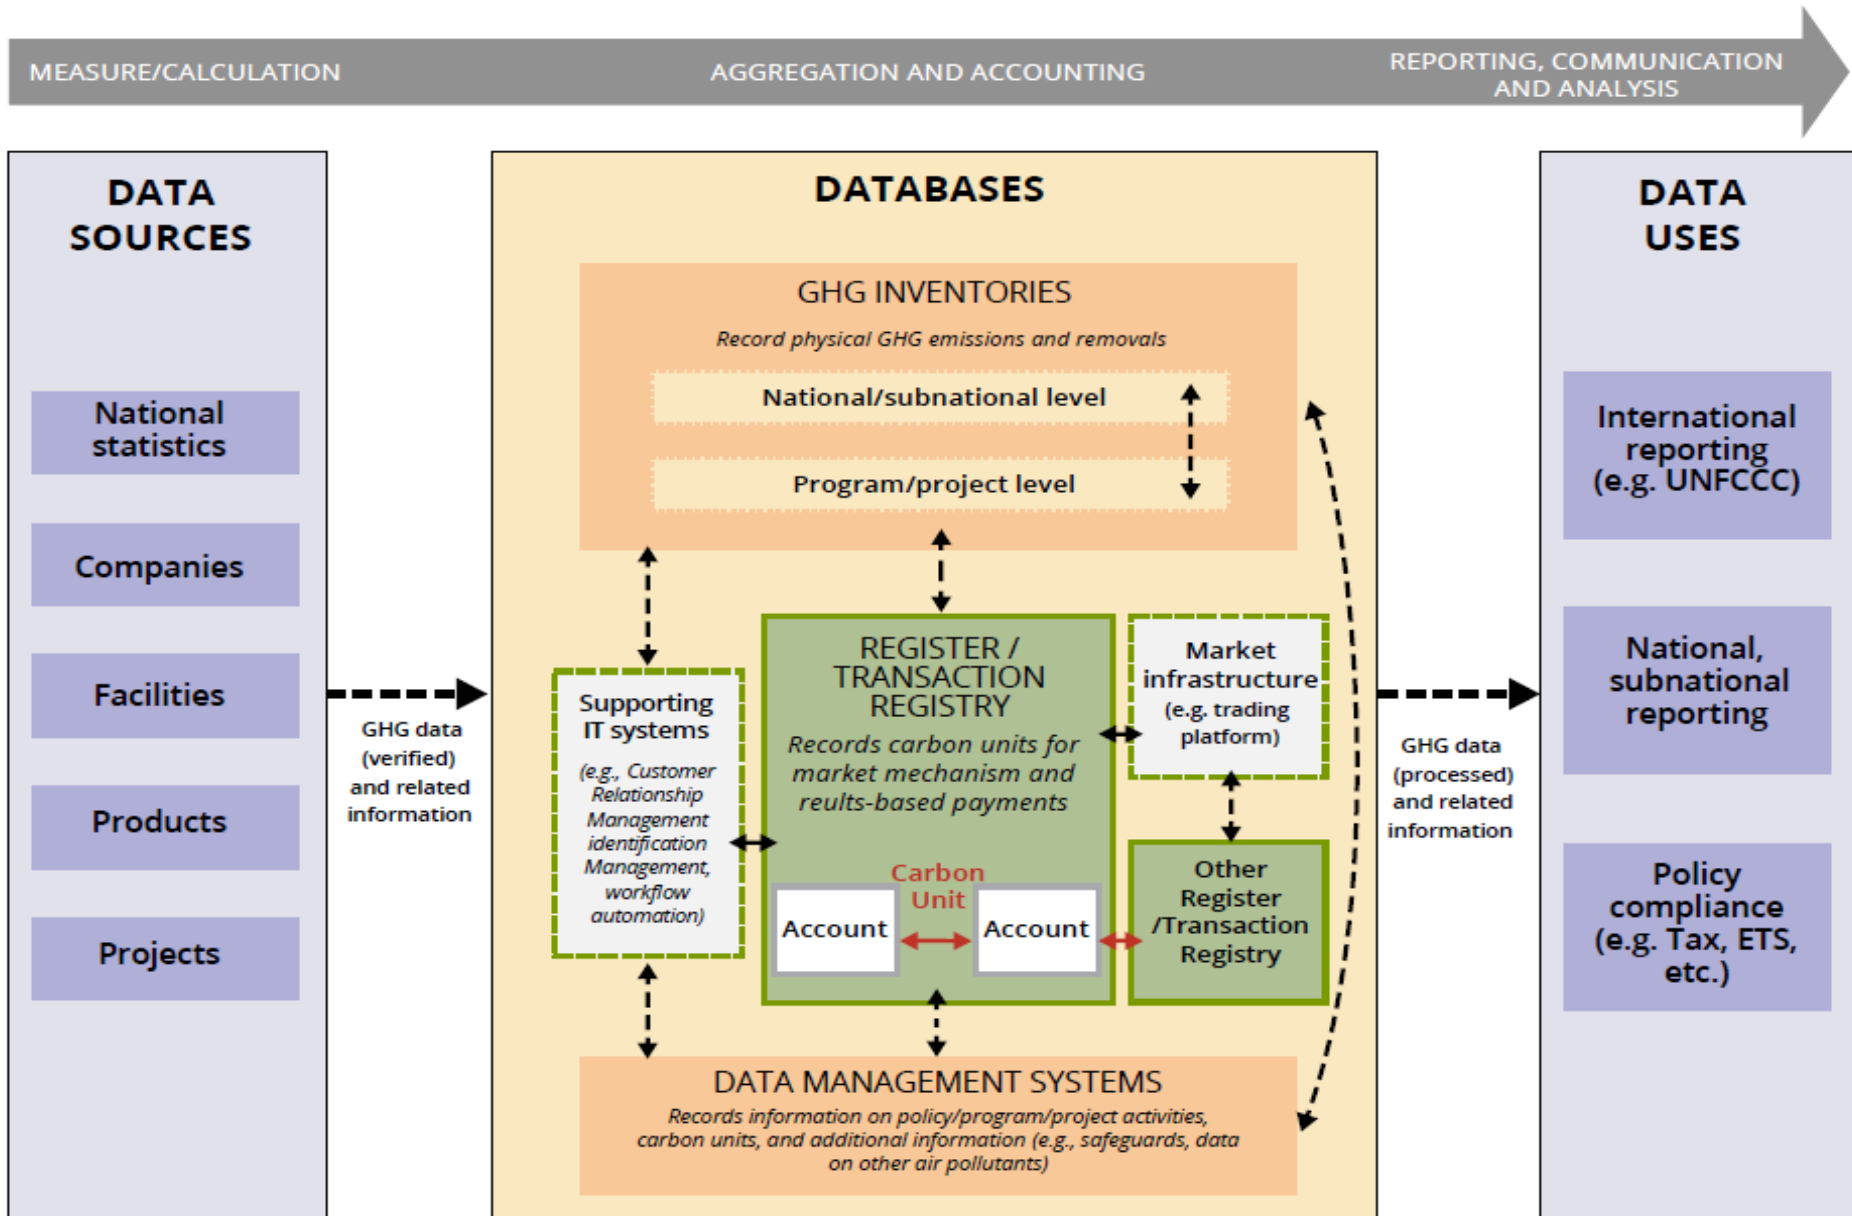 MEASURE/CALCULATION
AGGREGATION AND ACCOUNTING
REPORTING, COMMUNICATION
AND ANALYSIS
DATA
SOURCES
National
statistics
Companies
Facilities
Products
Projects
GHG data
(verified)
and related
information
DATABASES
GHG INVENTORIES
Record physical GHG emissions and removals
National/subnational level
Program/project level
Supporting
IT systems
(e.g., Customer
Relationship
Management
identification
Management,
workflow
automation)
REGISTER /
TRANSACTION
REGISTRY
Records carbon units for
market mechanism and
reults-based payments
Carbon
Unit
Account
Account
Market
infrastructure
(e.g. trading
platform)
Other
Register
/Transaction
Registry
DATA MANAGEMENT SYSTEMS
Records information on policy/program/project activities,
carbon units, and additional information (e.g., safeguards, data
on other air pollutants)
GHG data
(processed)
and related
information
DATA
USES
International
reporting
(e.g. UNFCCC)
National,
subnational
reporting
Policy
compliance
(e.g. Tax, ETS,
etc.)